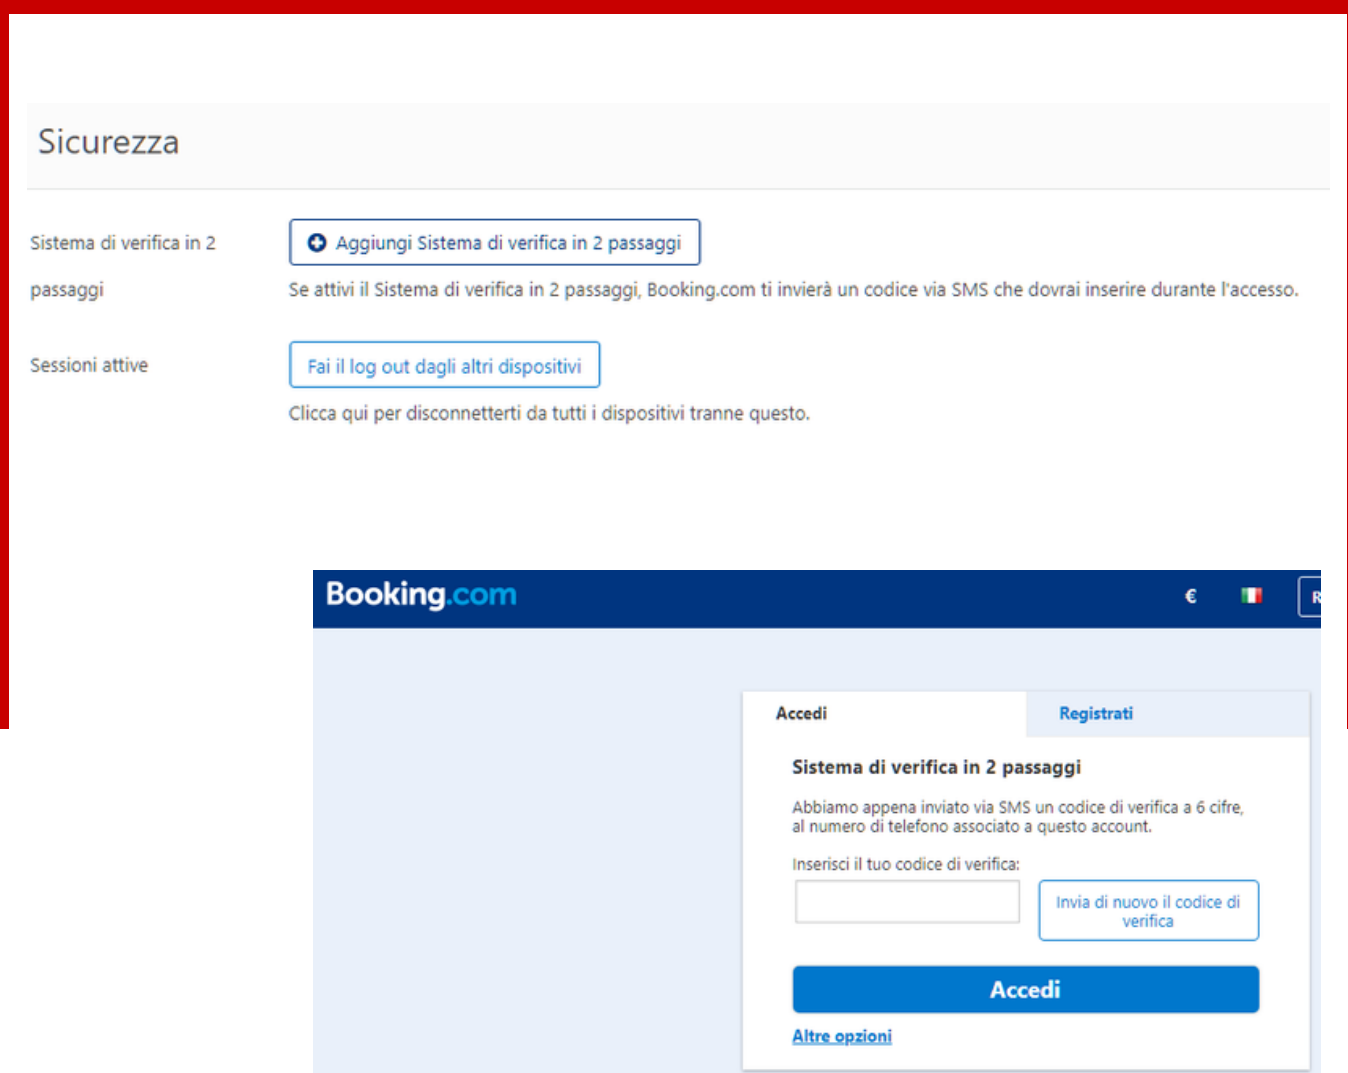 Sicurezza
Sistema di verifica in 2
passaggi
Aggiungi Sistema di verifica in 2 passaggi
Se attivi il Sistema di verifica in 2 passaggi, Booking.com ti invierà un codice via SMS che dovrai inserire durante l'accesso.
Sessioni attive
Fai il log out dagli altri dispositivi
Clicca qui per disconnetterti da tutti i dispositivi tranne questo.
Booking.com
€
Accedi
Registrati
Sistema di verifica in 2 passaggi
Abbiamo appena inviato via SMS un codice di verifica a 6 cifre,
al numero di telefono associato a questo account.
Inserisci il tuo codice di verifica:
Invia di nuovo il codice di
verifica
Accedi
Altre opzioni